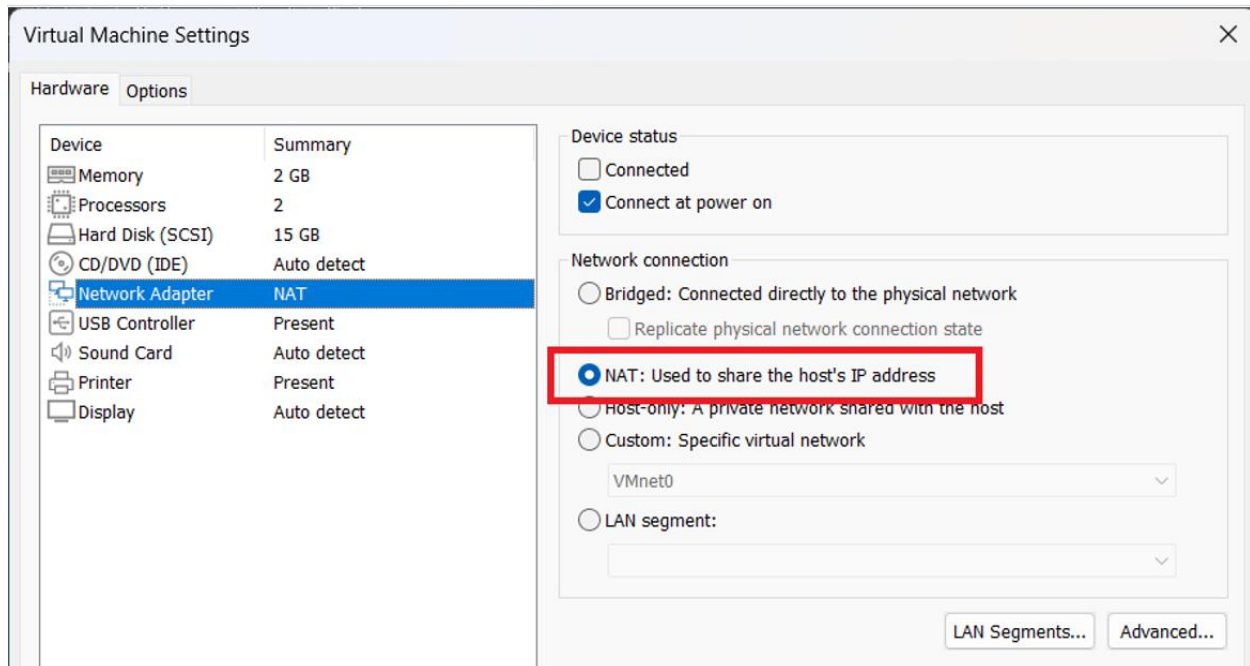 Virtual Machine Settings
Hardware Options
Device Summary
Memory 2 GB
Processors 2
Hard Disk (SCSI) 15 GB
CD/DVD (IDE) Auto detect
Network Adapter NAT
USB Controller Present
Sound Card Auto detect
Printer Present
Display Auto detect
Device status
Connected
Connect at power on
Network connection
Bridged: Connected directly to the physical network
Replicate physical network connection state
NAT: Used to share the host's IP address
Host-only: A private network shared with the host
Custom: Specific virtual network
VMnet0
LAN segment:
LAN Segments... Advanced...